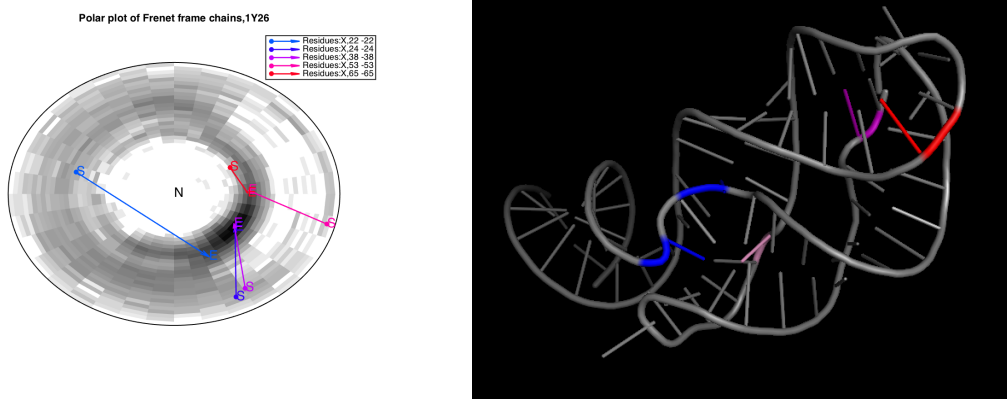 Polar plot of Frenet frame chains,1Y26
Residues:X,22 -22
Residues:X,24 -24
Residues:X,38 -38
Residues:X,53 -53
Residues:X,65 -65
S
S
E
N
S
E
E
S
S